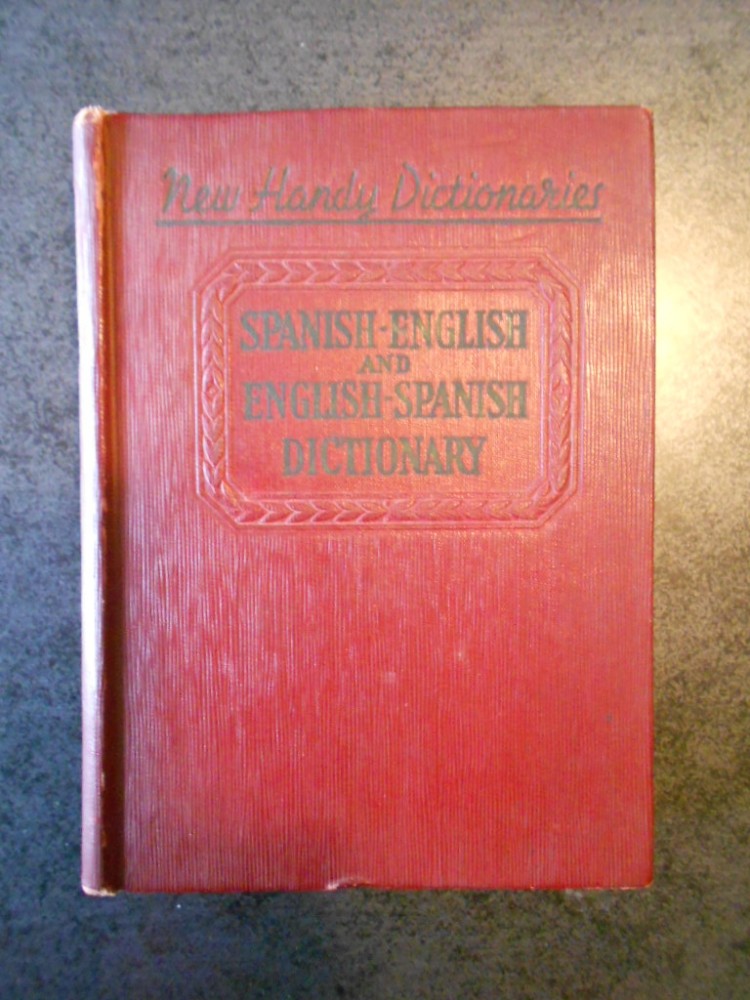 New Handy Dictionaries
SPANISH-ENGLISH
AND
ENGLISH-SPANISH
DICTIONARY